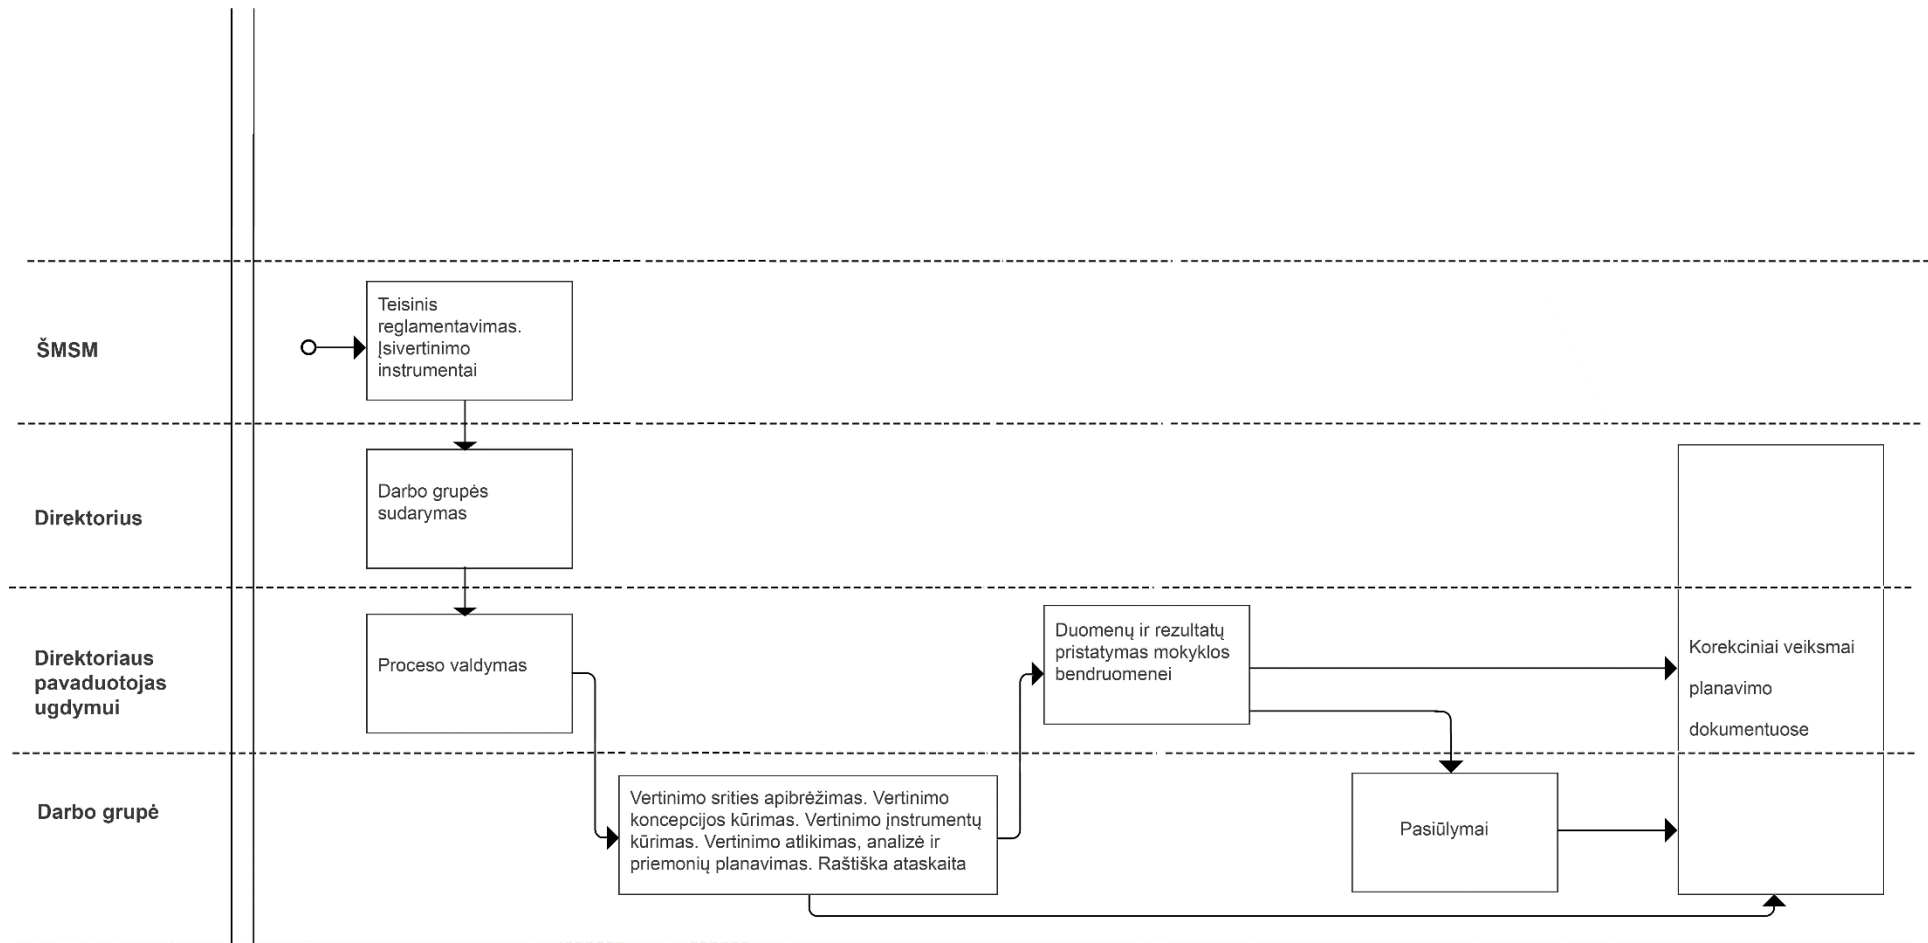 ŠMSM
Teisinis
reglamentavimas.
Įsivertinimo
instrumentai
Direktorius
Darbo grupės
sudarymas
Direktoriaus
pavaduotojas
ugdymui
Proceso valdymas
Duomenų ir rezultatų
pristatymas mokyklos
bendruomenei
Korekciniai veiksmai
planavimo
dokumentuose
Darbo grupė
Vertinimo srities apibrėžimas. Vertinimo
koncepcijos kūrimas. Vertinimo įnstrumentų
kūrimas. Vertinimo atlikimas, analizė ir
priemonių planavimas. Raštiška ataskaita
Pasiūlymai